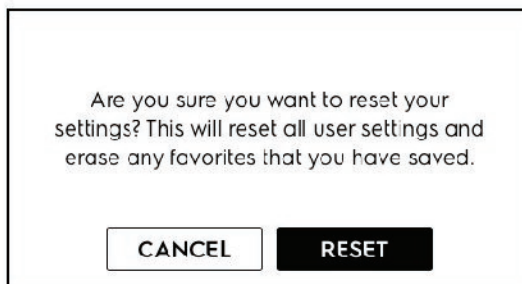 Are you sure you want to reset your
settings? This will reset all user settings and
erase any favorites that you have saved.
CANCEL RESET